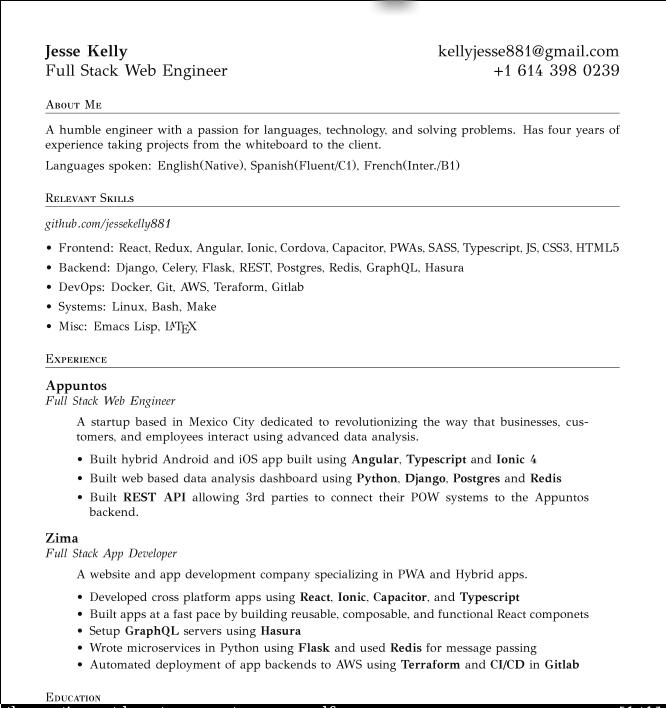 Jesse Kelly
kellyjesse881@gmail.com
Full Stack Web Engineer
+1 614 398 0239
About Me
A humble engineer with a passion for languages, technology, and solving problems. Has four years of
experience taking projects from the whiteboard to the client.
Languages spoken: English(Native), Spanish(Fluent/C1), French(Inter./B1)
Relevant Skills
github.com/jessekelly881
• Frontend: React, Redux, Angular, Ionic, Cordova, Capacitor, PWAs, SASS, Typescript, JS, CSS3, HTML5
• Backend: Django, Celery, Flask, REST, Postgres, Redis, GraphQL, Hasura
• DevOps: Docker, Git, AWS, Teraform, Gitlab
• Systems: Linux, Bash, Make
• Misc: Emacs Lisp, LATEX
Experience
Appuntos
Full Stack Web Engineer
A startup based in Mexico City dedicated to revolutionizing the way that businesses, cus-
tomers, and employees interact using advanced data analysis.
• Built hybrid Android and iOS app built using Angular, Typescript and Ionic 4
• Built web based data analysis dashboard using Python, Django, Postgres and Redis
• Built REST API allowing 3rd parties to connect their POW systems to the Appuntos
backend.
Zima
Full Stack App Developer
A website and app development company specializing in PWA and Hybrid apps.
• Developed cross platform apps using React, Ionic, Capacitor, and Typescript
• Built apps at a fast pace by building reusable, composable, and functional React componets
• Setup GraphQL servers using Hasura
• Wrote microservices in Python using Flask and used Redis for message passing
• Automated deployment of app backends to AWS using Terraform and CI/CD in Gitlab
Education